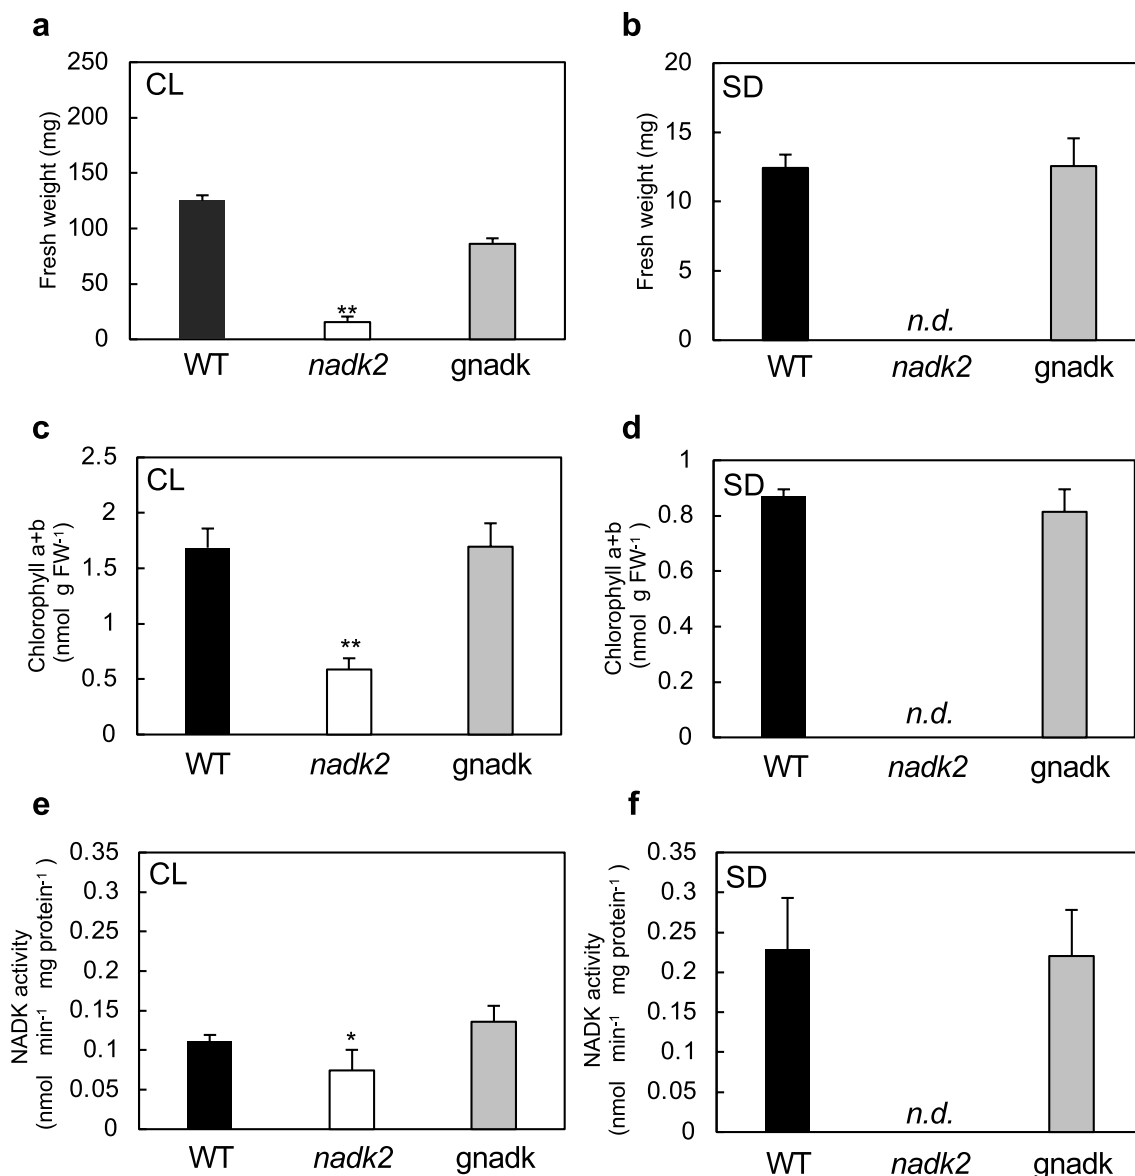 a
250
200
150
100
50
0
Fresh weight (mg)
CL
**
WT nadk2 gnadk
b
20
15
10
5
0
Fresh weight (mg)
SD
n.d.
WT nadk2 gnadk
c
2.5
2
1.5
1
0.5
0
Chlorophyll a+b
(nmol g FW-1)
CL
**
WT nadk2 gnadk
d
1
0.8
0.6
0.4
0.2
0
Chlorophyll a+b
(nmol g FW-1)
SD
n.d.
WT nadk2 gnadk
e
0.35
0.3
0.25
0.2
0.15
0.1
0.05
0
NADK activity
(nmol min-1 mg protein-1 )
CL
*
WT nadk2 gnadk
f
0.35
0.3
0.25
0.2
0.15
0.1
0.05
0
NADK activity
(nmol min-1 mg protein-1 )
SD
n.d.
WT nadk2 gnadk